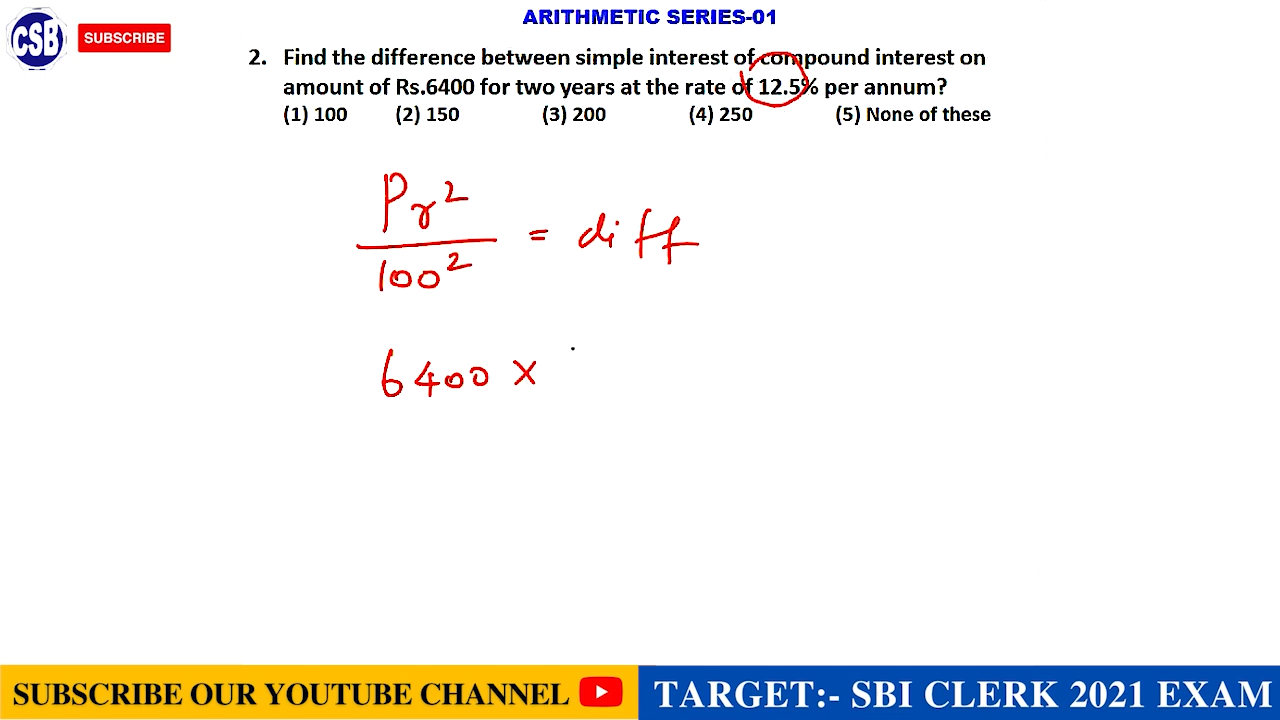 ARITHMETIC SERIES-01
CSB
SUBSCRIBE
2. Find the difference between simple interest of compound interest on
amount of Rs.6400 for two years at the rate of 12.5% per annum?
(1) 100 (2) 150 (3) 200 (4) 250 (5) None of these
Pr²
100² = diff
6400 ×
SUBSCRIBE OUR YOUTUBE CHANNEL
TARGET:- SBI CLERK 2021 EXAM